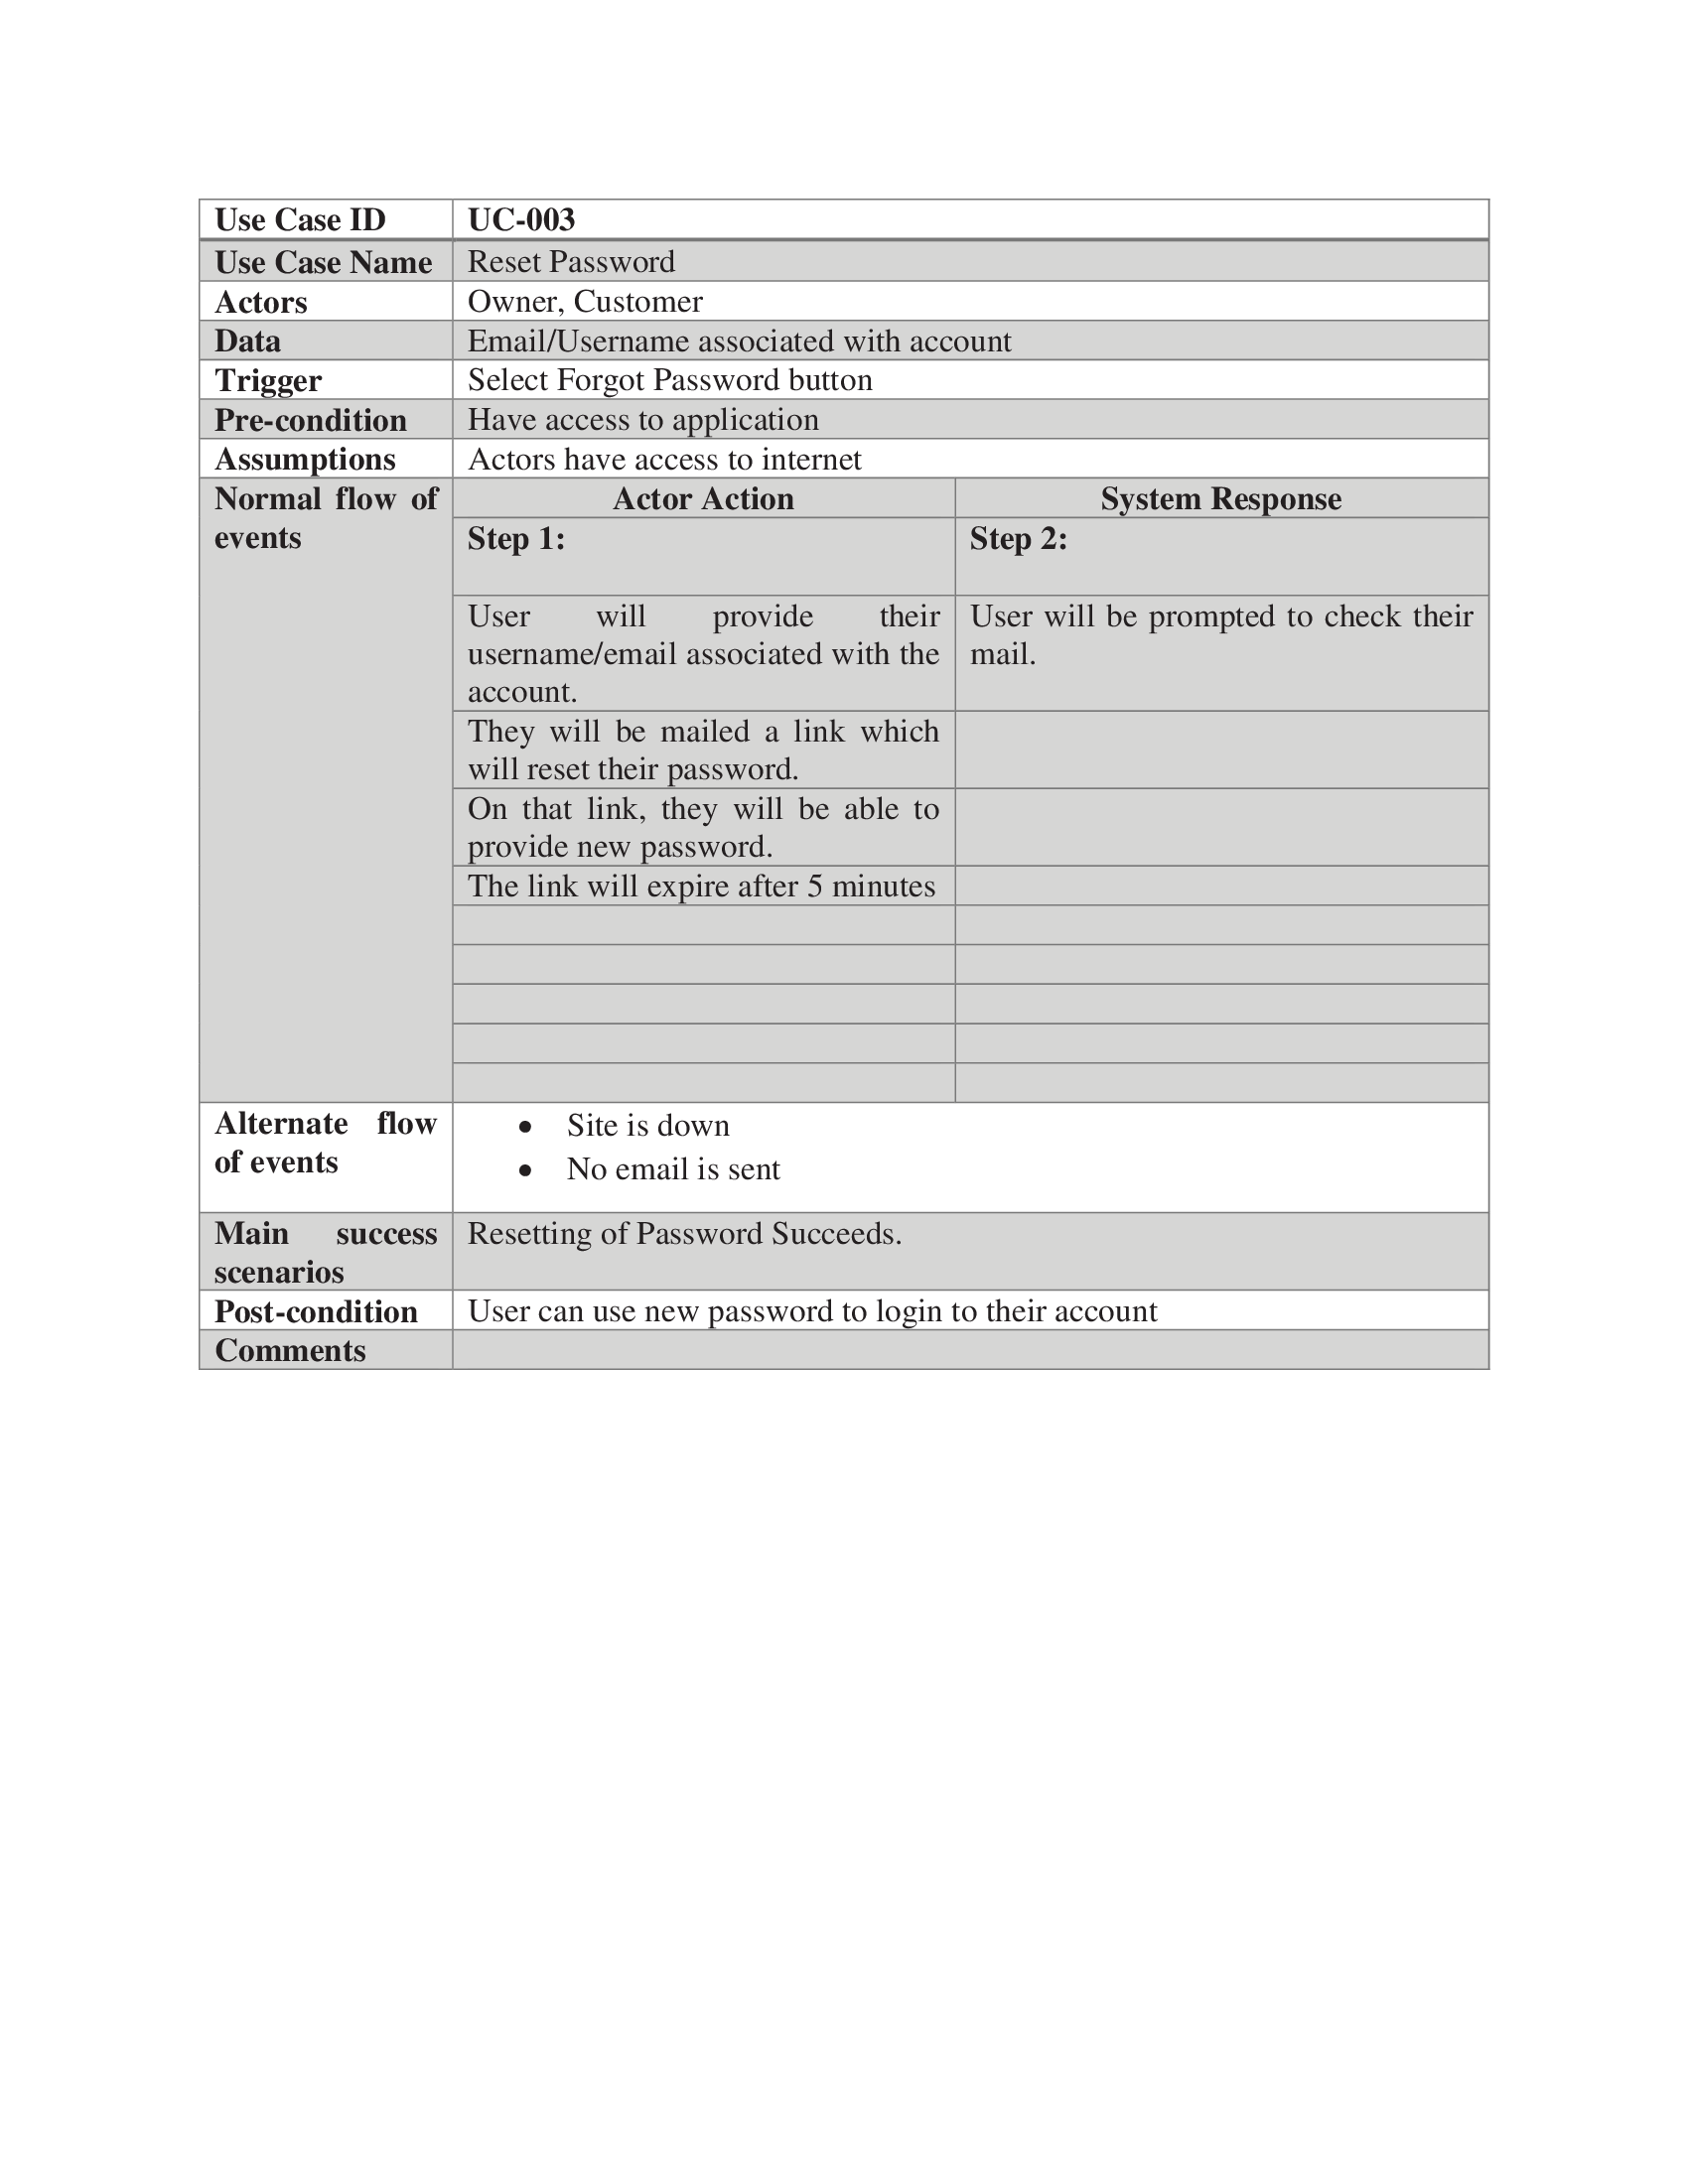 Use Case ID UC-003
Use Case Name Reset Password
Actors Owner, Customer
Data Email/Username associated with account
Trigger Select Forgot Password button
Pre-condition Have access to application
Assumptions Actors have access to internet
Normal flow of events
Actor Action System Response
Step 1: Step 2:
User will provide their
username/email associated with the
account.
User will be prompted to check their
mail.
They will be mailed a link which
will reset their password.
On that link, they will be able to
provide new password.
The link will expire after 5 minutes
Alternate flow
of events
• Site is down
• No email is sent
Main success
scenarios
Resetting of Password Succeeds.
Post-condition User can use new password to login to their account
Comments